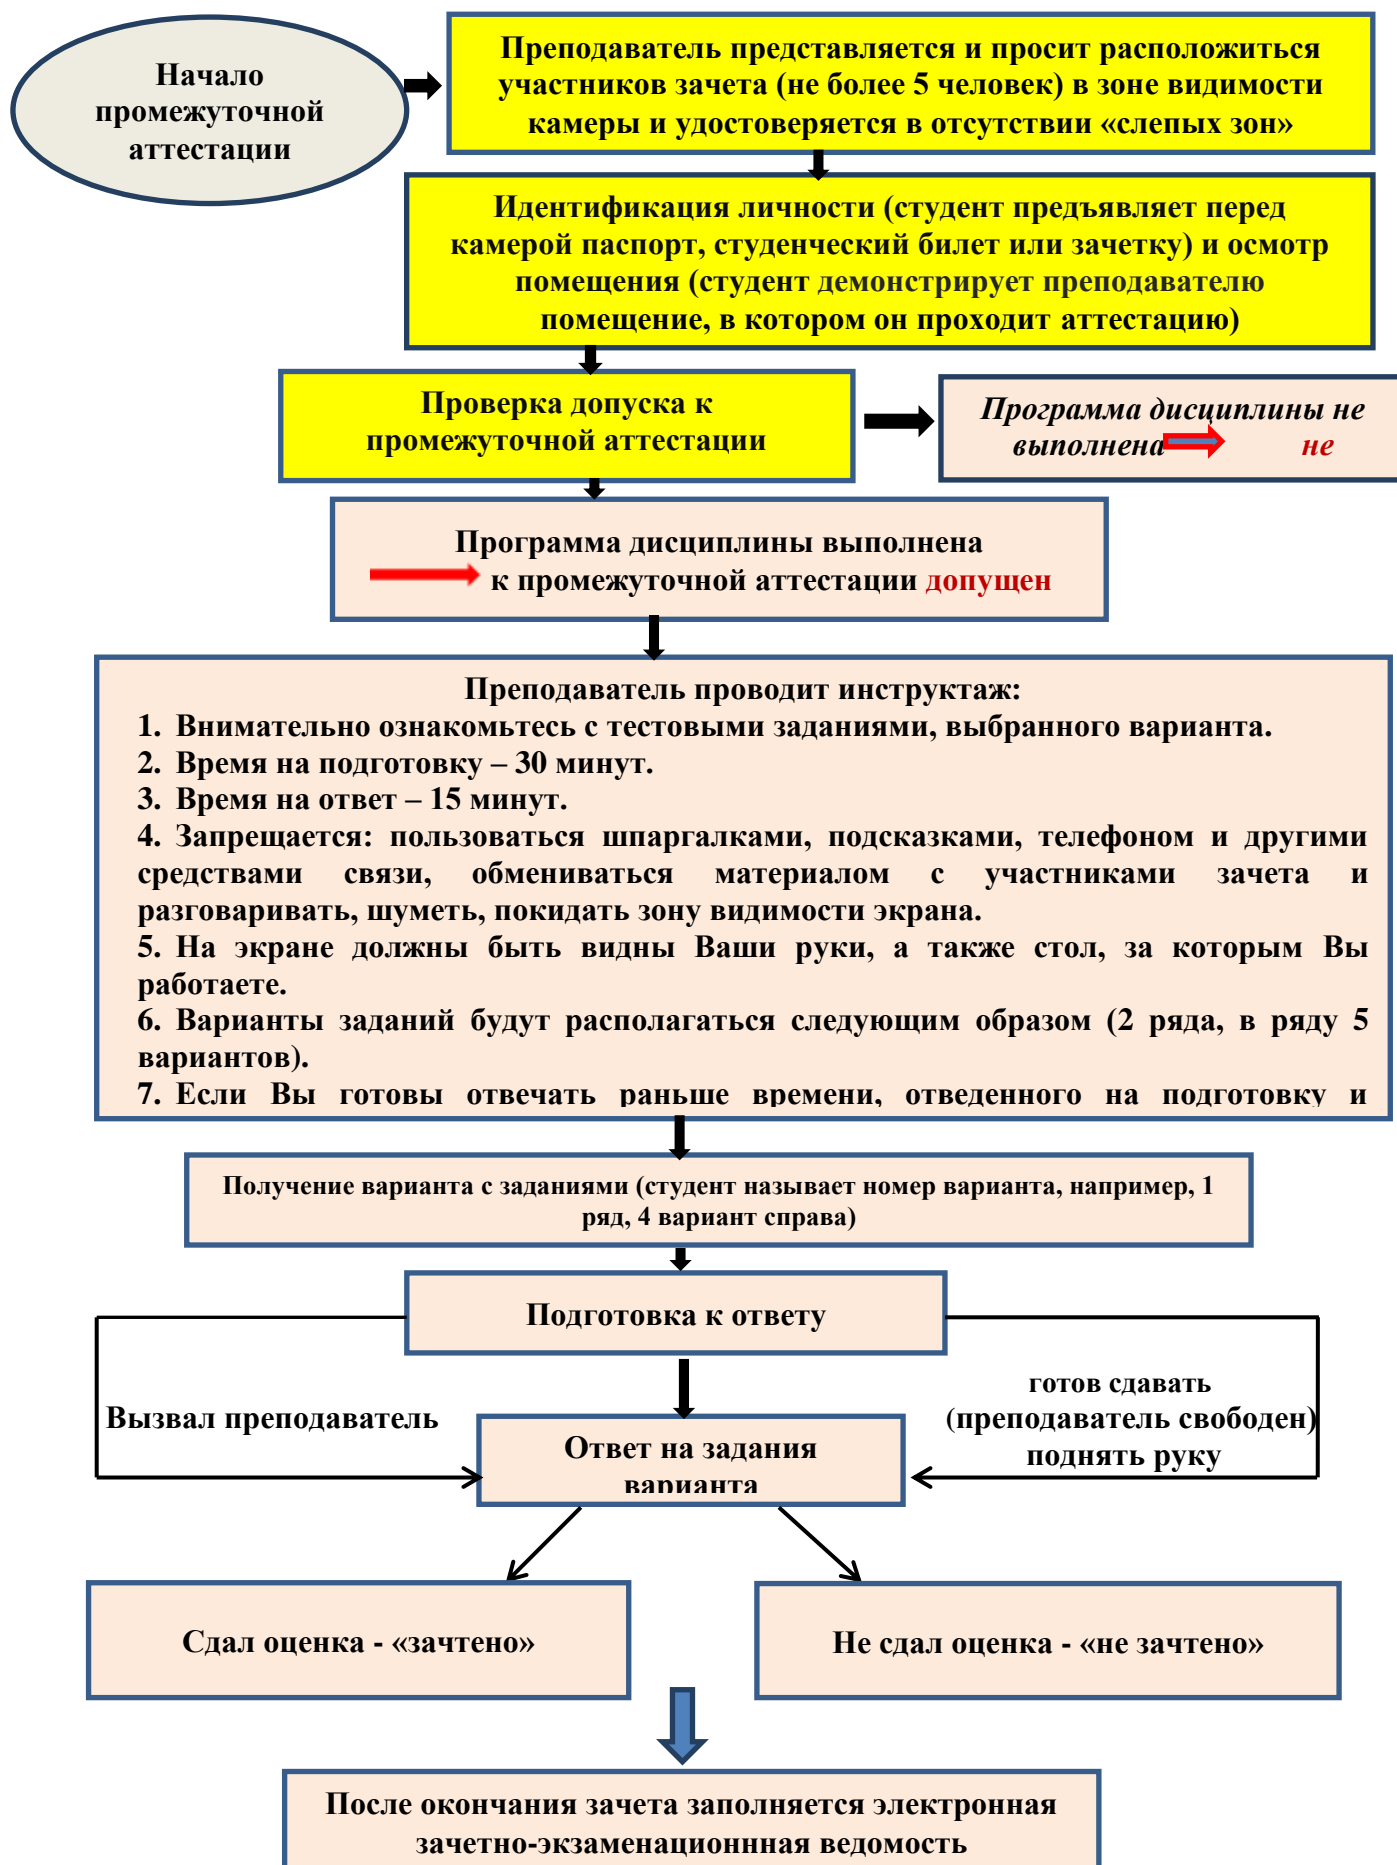 Начало
промежуточной
аттестации
Преподаватель представляется и просит расположиться
участников зачета (не более 5 человек) в зоне видимости
камеры и удостоверяется в отсутствии «слепых зон»
Идентификация личности (студент предъявляет перед
камерой паспорт, студенческий билет или зачетку) и осмотр
помещения (студент демонстрирует преподавателю
помещение, в котором он проходит аттестацию)
Проверка допуска к
промежуточной аттестации
Программа дисциплины не
выполнена не
Программа дисциплины выполнена
к промежуточной аттестации допущен
Преподаватель проводит инструктаж:
1. Внимательно ознакомьтесь с тестовыми заданиями, выбранного варианта.
2. Время на подготовку – 30 минут.
3. Время на ответ – 15 минут.
4. Запрещается: пользоваться шпаргалками, подсказками, телефоном и другими
средствами связи, обмениваться материалом с участниками зачета и
разговаривать, шуметь, покидать зону видимости экрана.
5. На экране должны быть видны Ваши руки, а также стол, за которым Вы
работаете.
6. Варианты заданий будут располагаться следующим образом (2 ряда, в ряду 5
вариантов).
7. Если Вы готовы отвечать раньше времени, отведенного на подготовку и
Получение варианта с заданиями (студент называет номер варианта, например, 1
ряд, 4 вариант справа)
Подготовка к ответу
Вызвал преподаватель
готов сдавать
(преподаватель свободен)
поднять руку
Ответ на задания
варианта
Сдал оценка - «зачтено»
Не сдал оценка - «не зачтено»
После окончания зачета заполняется электронная
зачетно-экзаменационнная ведомость